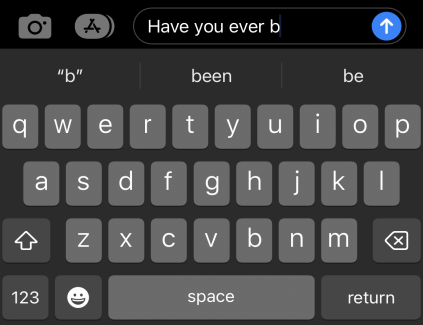 Have you ever b
“b” been be
q w e r t y u i o p
a s d f g h j k l
z x c v b n m
123 space return